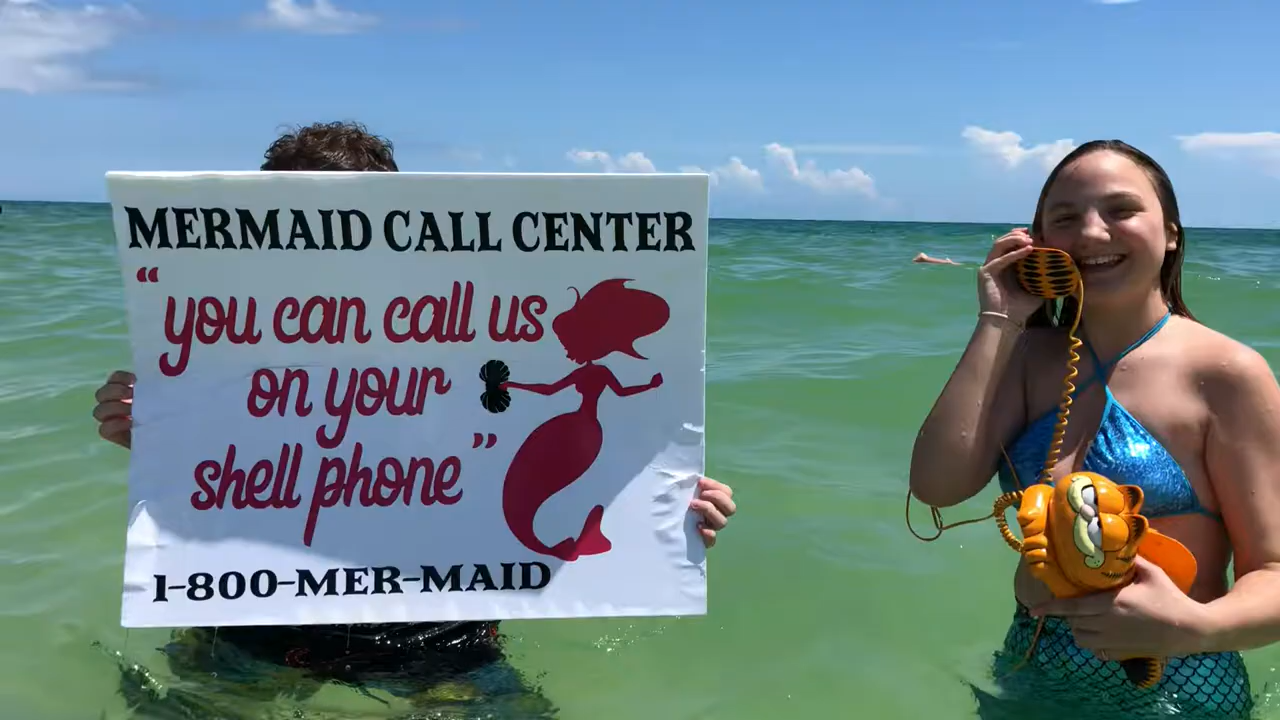 MERMAID CALL CENTER
“you can call us
on your
shell phone”
1-800-MER-MAID